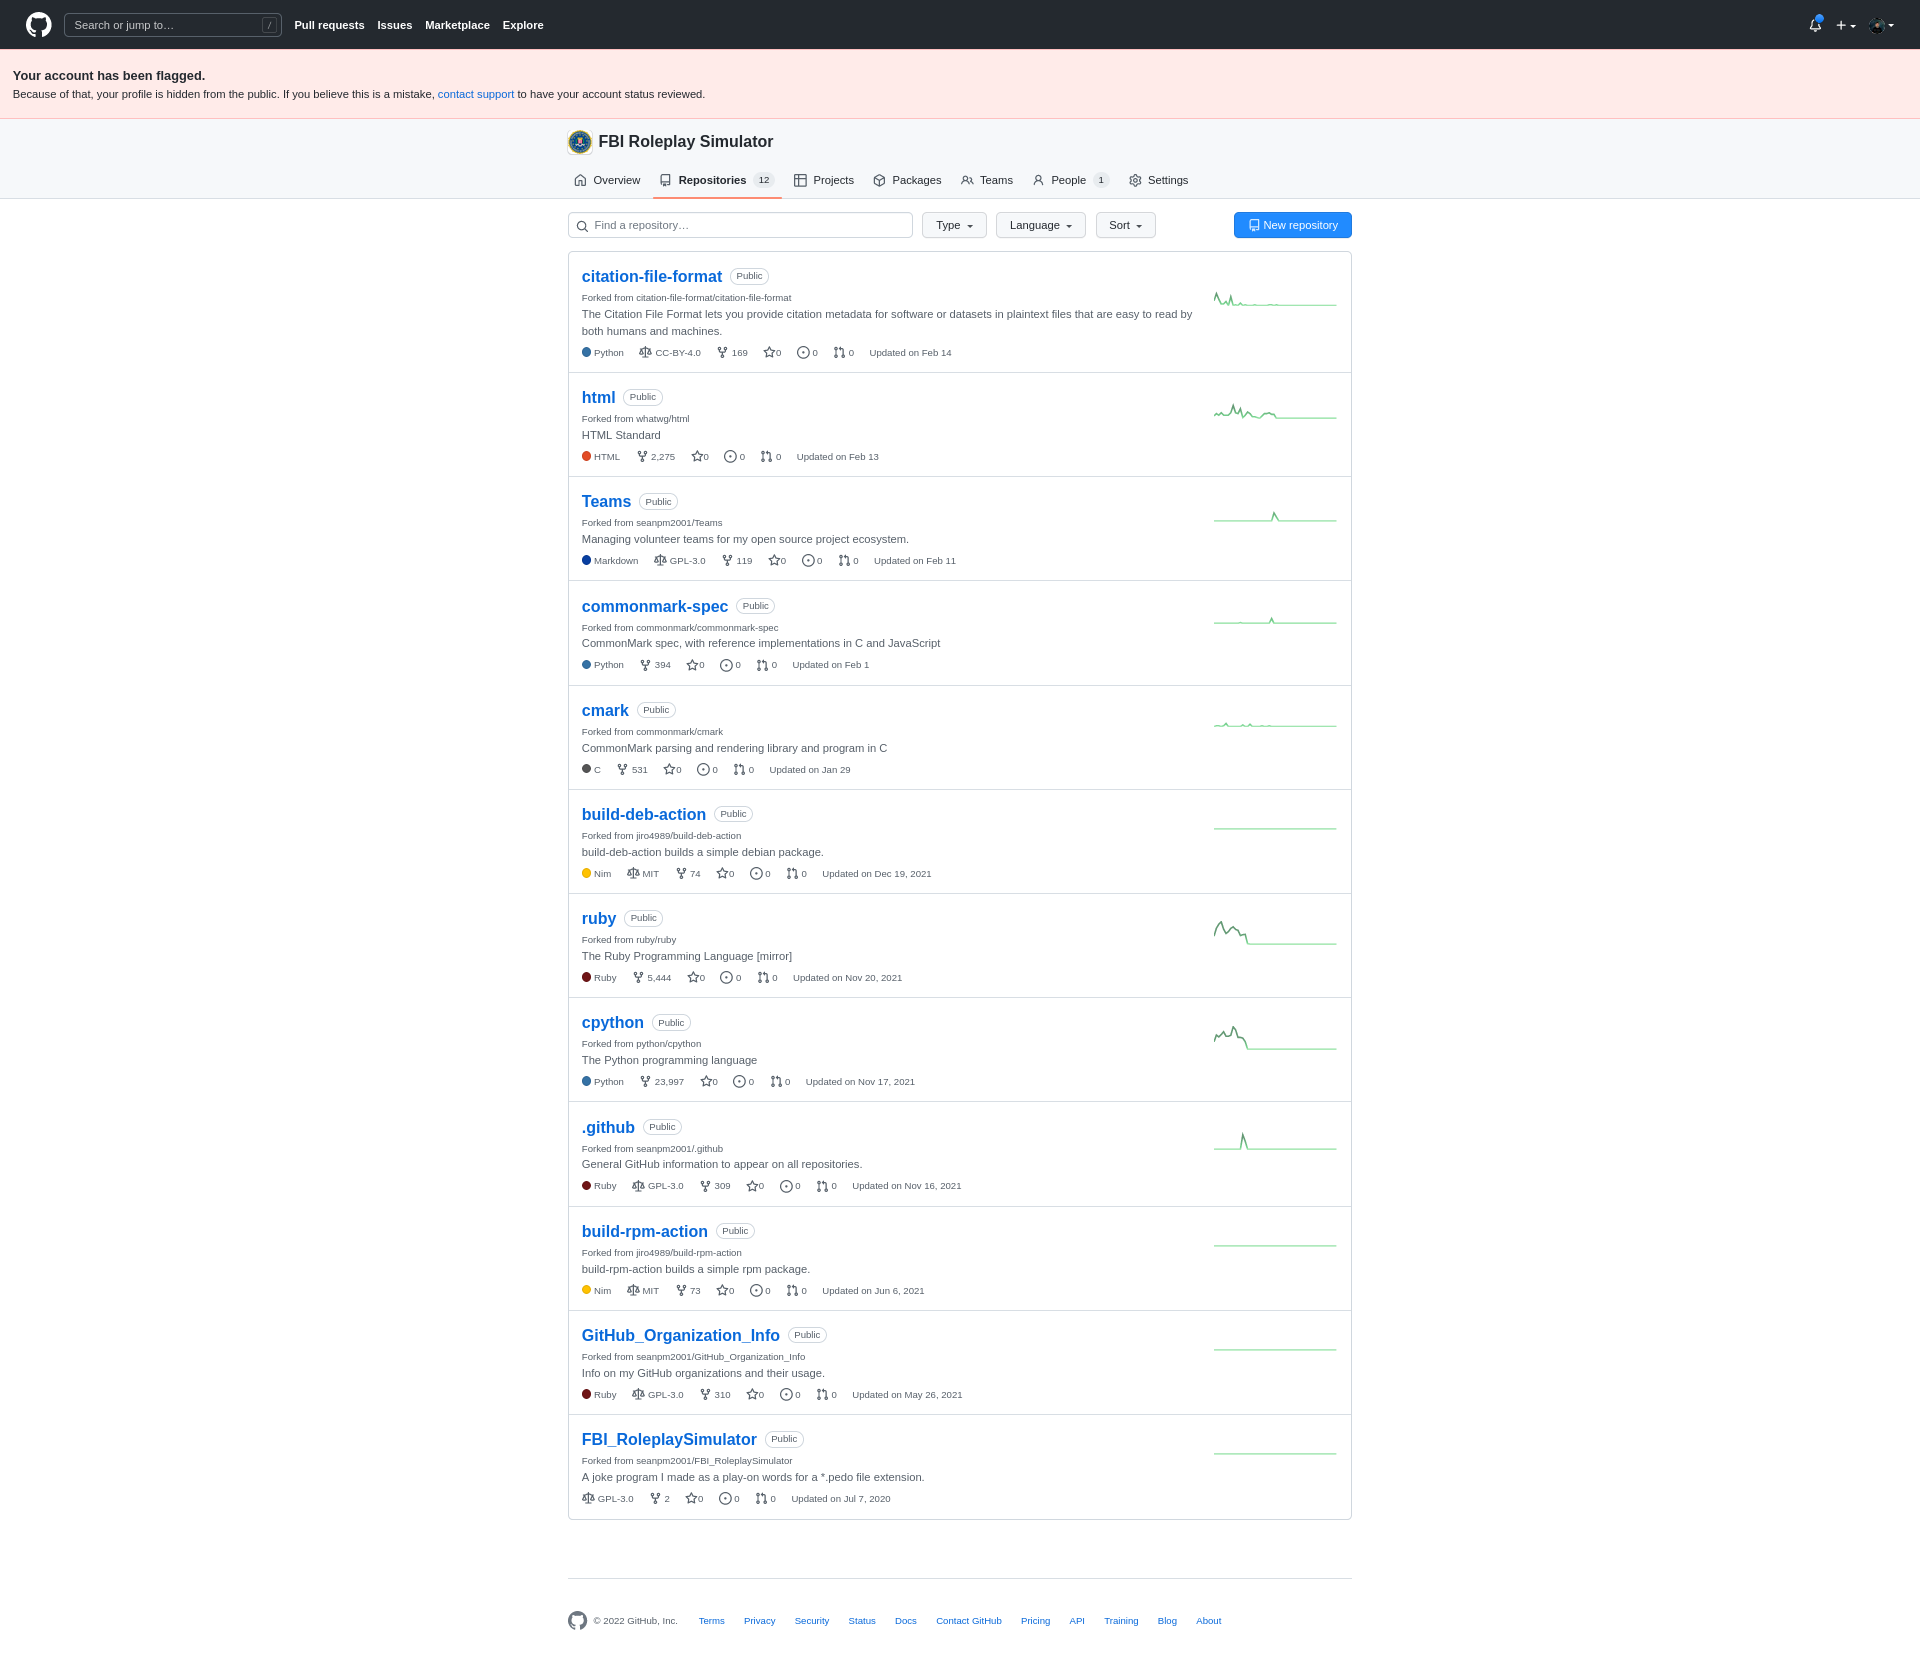 Search or jump to… /
Pull requests Issues Marketplace Explore
Your account has been flagged.
Because of that, your profile is hidden from the public. If you believe this is a mistake, contact support to have your account status reviewed.
FBI Roleplay Simulator
Overview Repositories 12 Projects Packages Teams People 1 Settings
Find a repository… Type Language Sort New repository
citation-file-format Public
Forked from citation-file-format/citation-file-format
The Citation File Format lets you provide citation metadata for software or datasets in plaintext files that are easy to read by
both humans and machines.
Python CC-BY-4.0 169 0 0 0 Updated on Feb 14
html Public
Forked from whatwg/html
HTML Standard
HTML 2,275 0 0 0 Updated on Feb 13
Teams Public
Forked from seanpm2001/Teams
Managing volunteer teams for my open source project ecosystem.
Markdown GPL-3.0 119 0 0 0 Updated on Feb 11
commonmark-spec Public
Forked from commonmark/commonmark-spec
CommonMark spec, with reference implementations in C and JavaScript
Python 394 0 0 0 Updated on Feb 1
cmark Public
Forked from commonmark/cmark
CommonMark parsing and rendering library and program in C
C 531 0 0 0 Updated on Jan 29
build-deb-action Public
Forked from jiro4989/build-deb-action
build-deb-action builds a simple debian package.
Nim MIT 74 0 0 0 Updated on Dec 19, 2021
ruby Public
Forked from ruby/ruby
The Ruby Programming Language [mirror]
Ruby 5,444 0 0 0 Updated on Nov 20, 2021
cpython Public
Forked from python/cpython
The Python programming language
Python 23,997 0 0 0 Updated on Nov 17, 2021
.github Public
Forked from seanpm2001/.github
General GitHub information to appear on all repositories.
Ruby GPL-3.0 309 0 0 0 Updated on Nov 16, 2021
build-rpm-action Public
Forked from jiro4989/build-rpm-action
build-rpm-action builds a simple rpm package.
Nim MIT 73 0 0 0 Updated on Jun 6, 2021
GitHub_Organization_Info Public
Forked from seanpm2001/GitHub_Organization_Info
Info on my GitHub organizations and their usage.
Ruby GPL-3.0 310 0 0 0 Updated on May 26, 2021
FBI_RoleplaySimulator Public
Forked from seanpm2001/FBI_RoleplaySimulator
A joke program I made as a play-on words for a *.pedo file extension.
GPL-3.0 2 0 0 0 Updated on Jul 7, 2020
© 2022 GitHub, Inc. Terms Privacy Security Status Docs Contact GitHub Pricing API Training Blog About